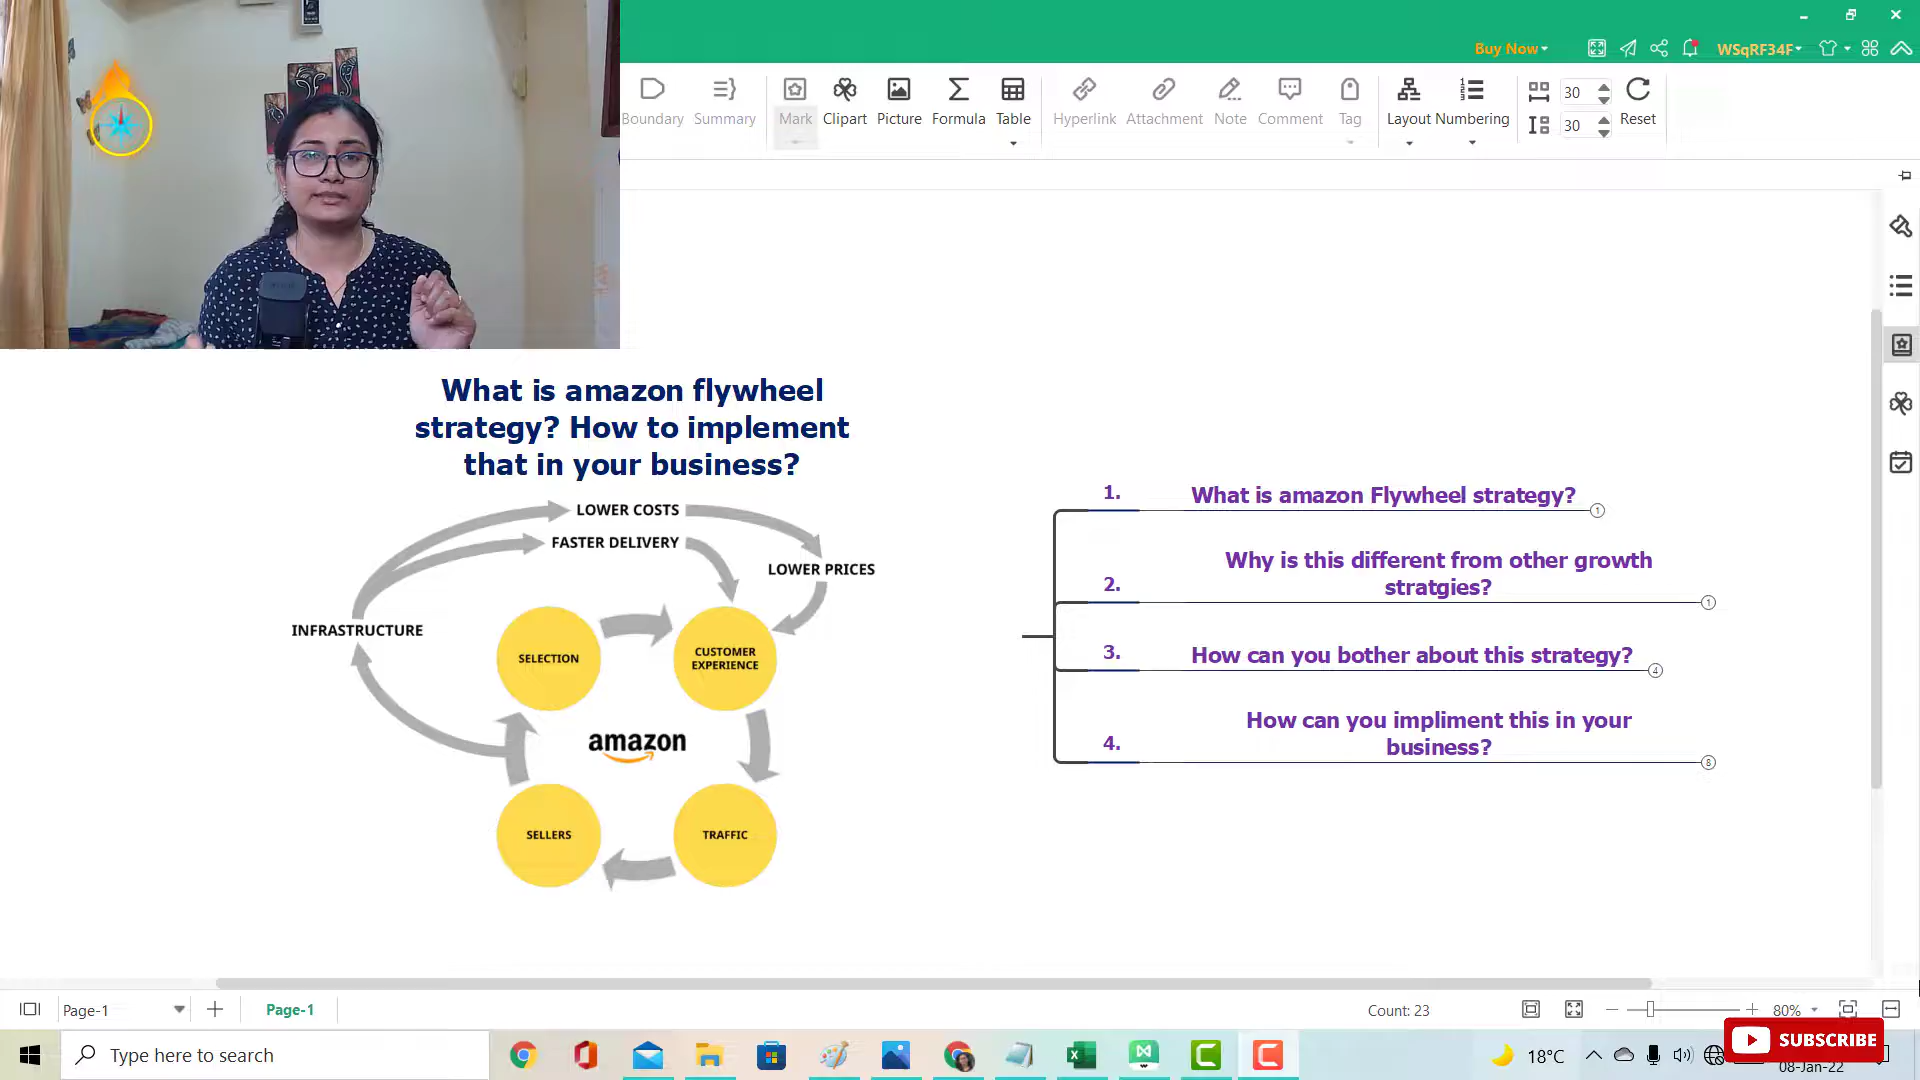 Buy Now
WSqRF34F
Boundary
Summary
Mark
Clipart
Picture
Formula
Table
Hyperlink
Attachment
Note
Comment
Tag
Layout
Numbering
30
30
Reset
What is amazon flywheel
strategy? How to implement
that in your business?
LOWER COSTS
FASTER DELIVERY
LOWER PRICES
INFRASTRUCTURE
SELECTION
CUSTOMER
EXPERIENCE
amazon
SELLERS
TRAFFIC
1. What is amazon Flywheel strategy? 1
Why is this different from other growth
2. stratgies? 1
3. How can you bother about this strategy? 4
How can you impliment this in your
4. business? 8
Page-1
Page-1
Count: 23
80%
SUBSCRIBE
Type here to search
18°C
08-Jan-22